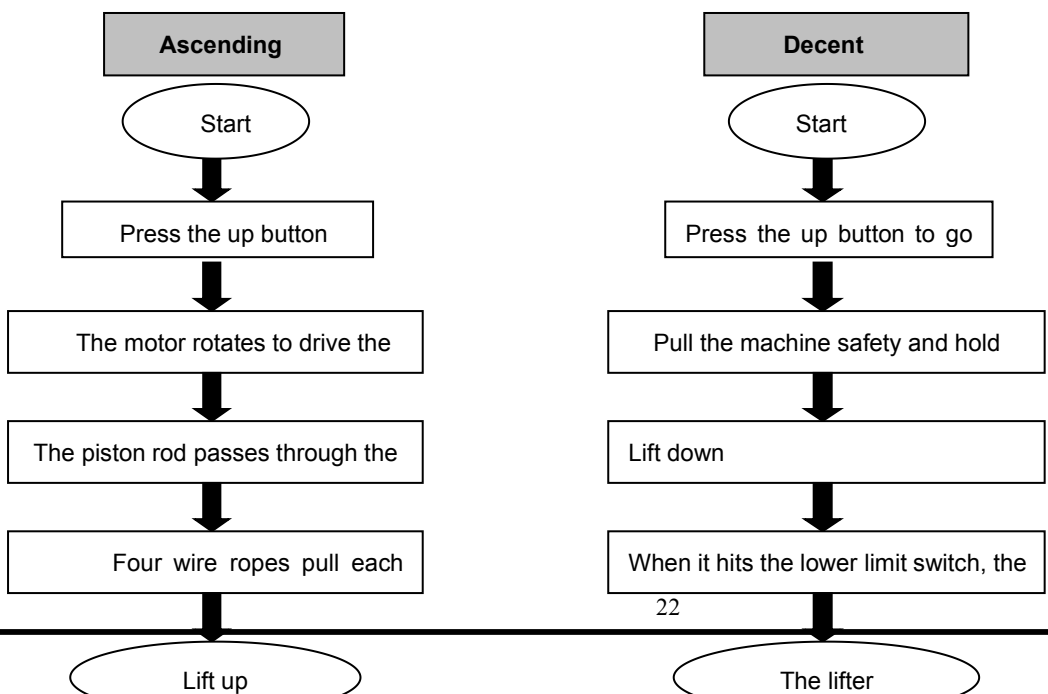 Ascending
Start
Press the up button
The motor rotates to drive the
The piston rod passes through the
Four wire ropes pull each
Lift up
Decent
Start
Press the up button to go
Pull the machine safety and hold
Lift down
When it hits the lower limit switch, the
The lifter
22